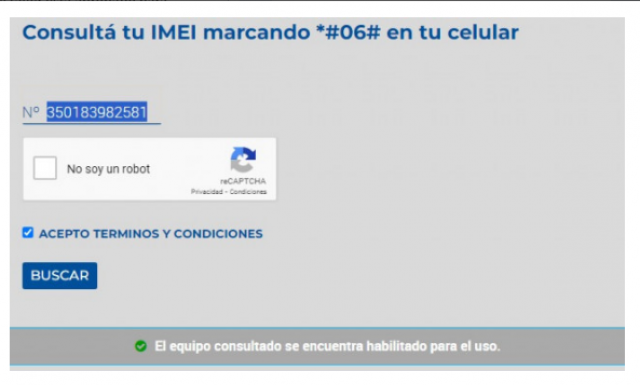 Consultá tu IMEI marcando *#06# en tu celular
Nº 350183982581
No soy un robot
reCAPTCHA
Privacidad - Condiciones
ACEPTO TERMINOS Y CONDICIONES
BUSCAR
El equipo consultado se encuentra habilitado para el uso.